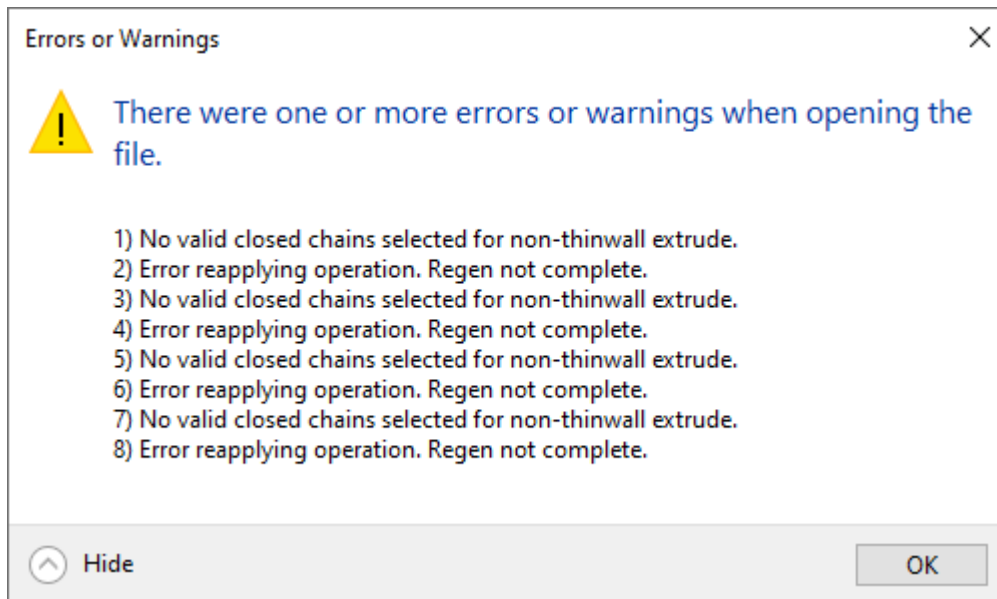 Errors or Warnings
There were one or more errors or warnings when opening the
file.
1) No valid closed chains selected for non-thinwall extrude.
2) Error reapplying operation. Regen not complete.
3) No valid closed chains selected for non-thinwall extrude.
4) Error reapplying operation. Regen not complete.
5) No valid closed chains selected for non-thinwall extrude.
6) Error reapplying operation. Regen not complete.
7) No valid closed chains selected for non-thinwall extrude.
8) Error reapplying operation. Regen not complete.
Hide
OK